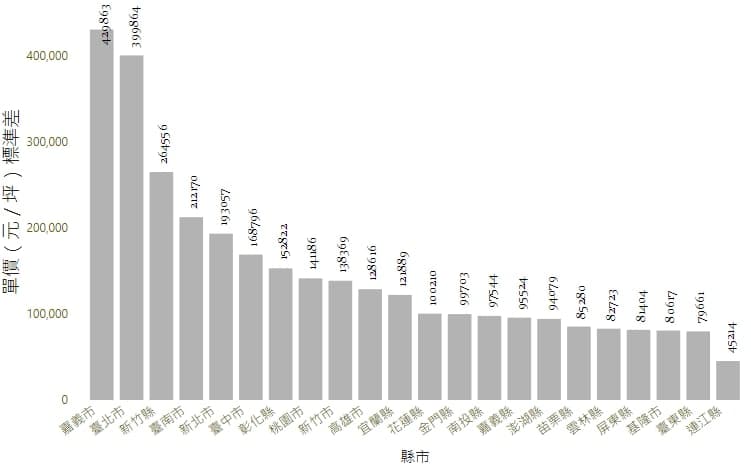 429863
399864
264556
212170
193057
168796
152822
141186
138369
128616
121889
100210
99703
97544
95524
94079
85280
82723
81404
80617
79661
45214
單價（元／坪）標準差
400,000
300,000
200,000
100,000
0
嘉義市
臺北市
新竹縣
臺南市
新北市
臺中市
彰化縣
桃園市
新竹市
高雄市
宜蘭縣
花蓮縣
金門縣
南投縣
嘉義縣
澎湖縣
苗栗縣
雲林縣
屏東縣
基隆市
臺東縣
連江縣
縣市